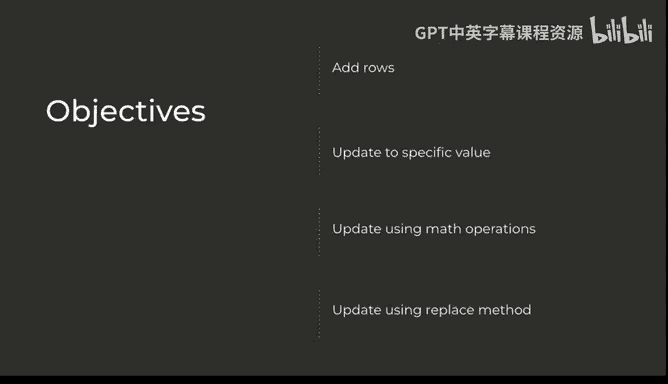 GPT中英字幕课程资源 bilibili
Add rows
Objectives
Update to specific value
Update using math operations
Update using replace method